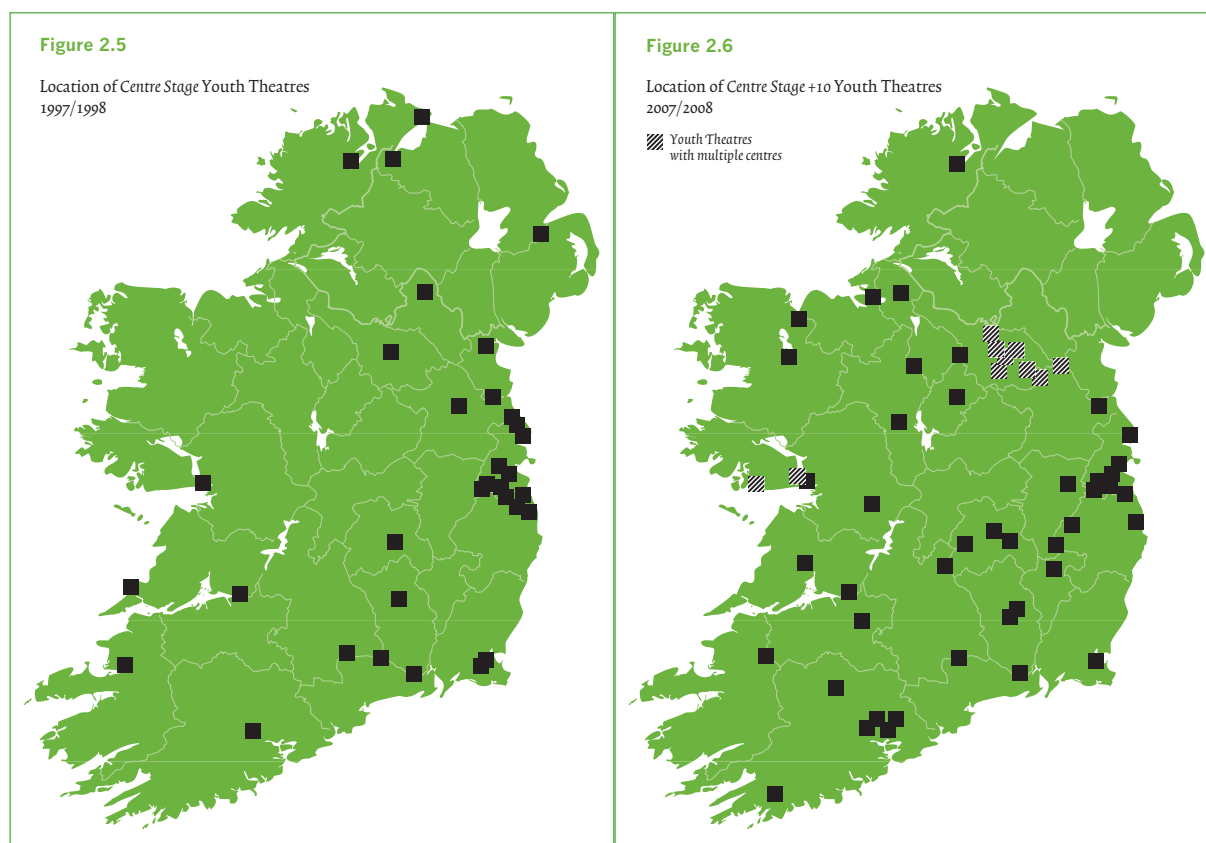 Figure 2.5
Location of Centre Stage Youth Theatres
1997/1998
Figure 2.6
Location of Centre Stage +10 Youth Theatres
2007/2008
Youth Theatres
with multiple centres